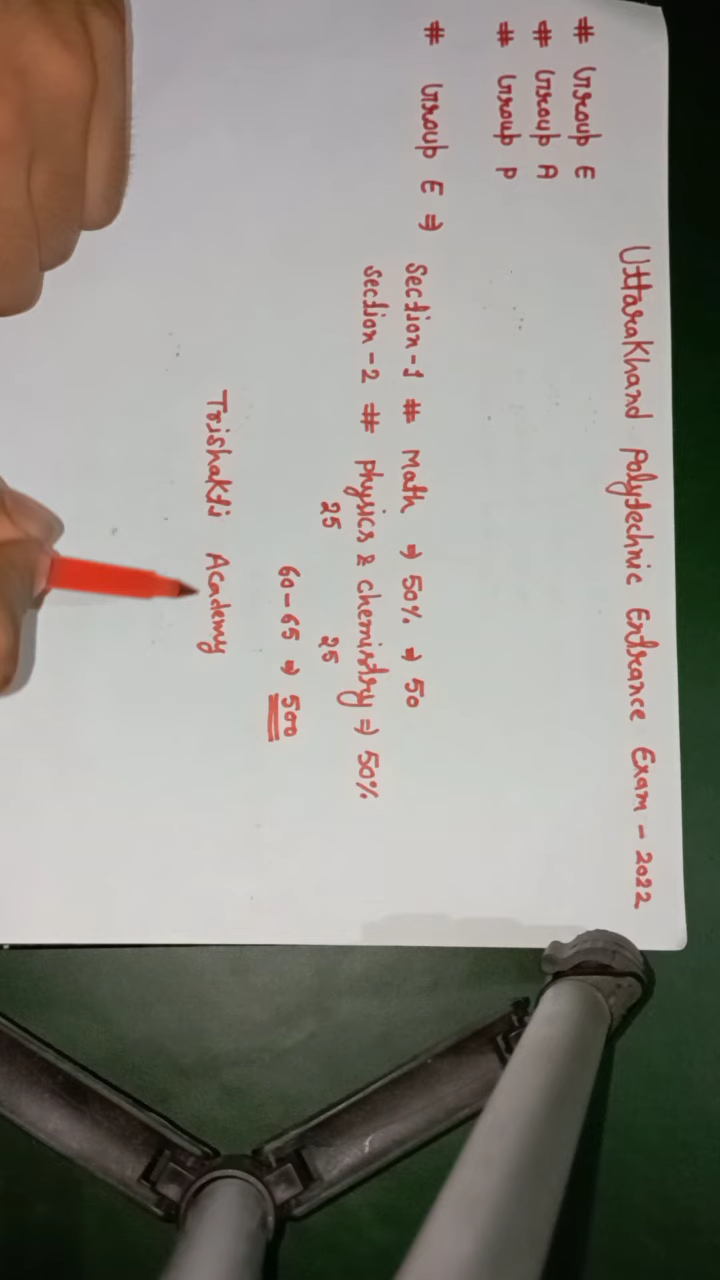 Uttarakhand Polytechnic Entrance Exam - 2022
# Group E
# Group A
# Group P
# Group E ⇒ Section-1 # Math ⇒ 50% ⇒ 50
Section-2 # Physics & chemistry ⇒ 50%
25 25
60-65 ⇒ 500
Trishakti Academy